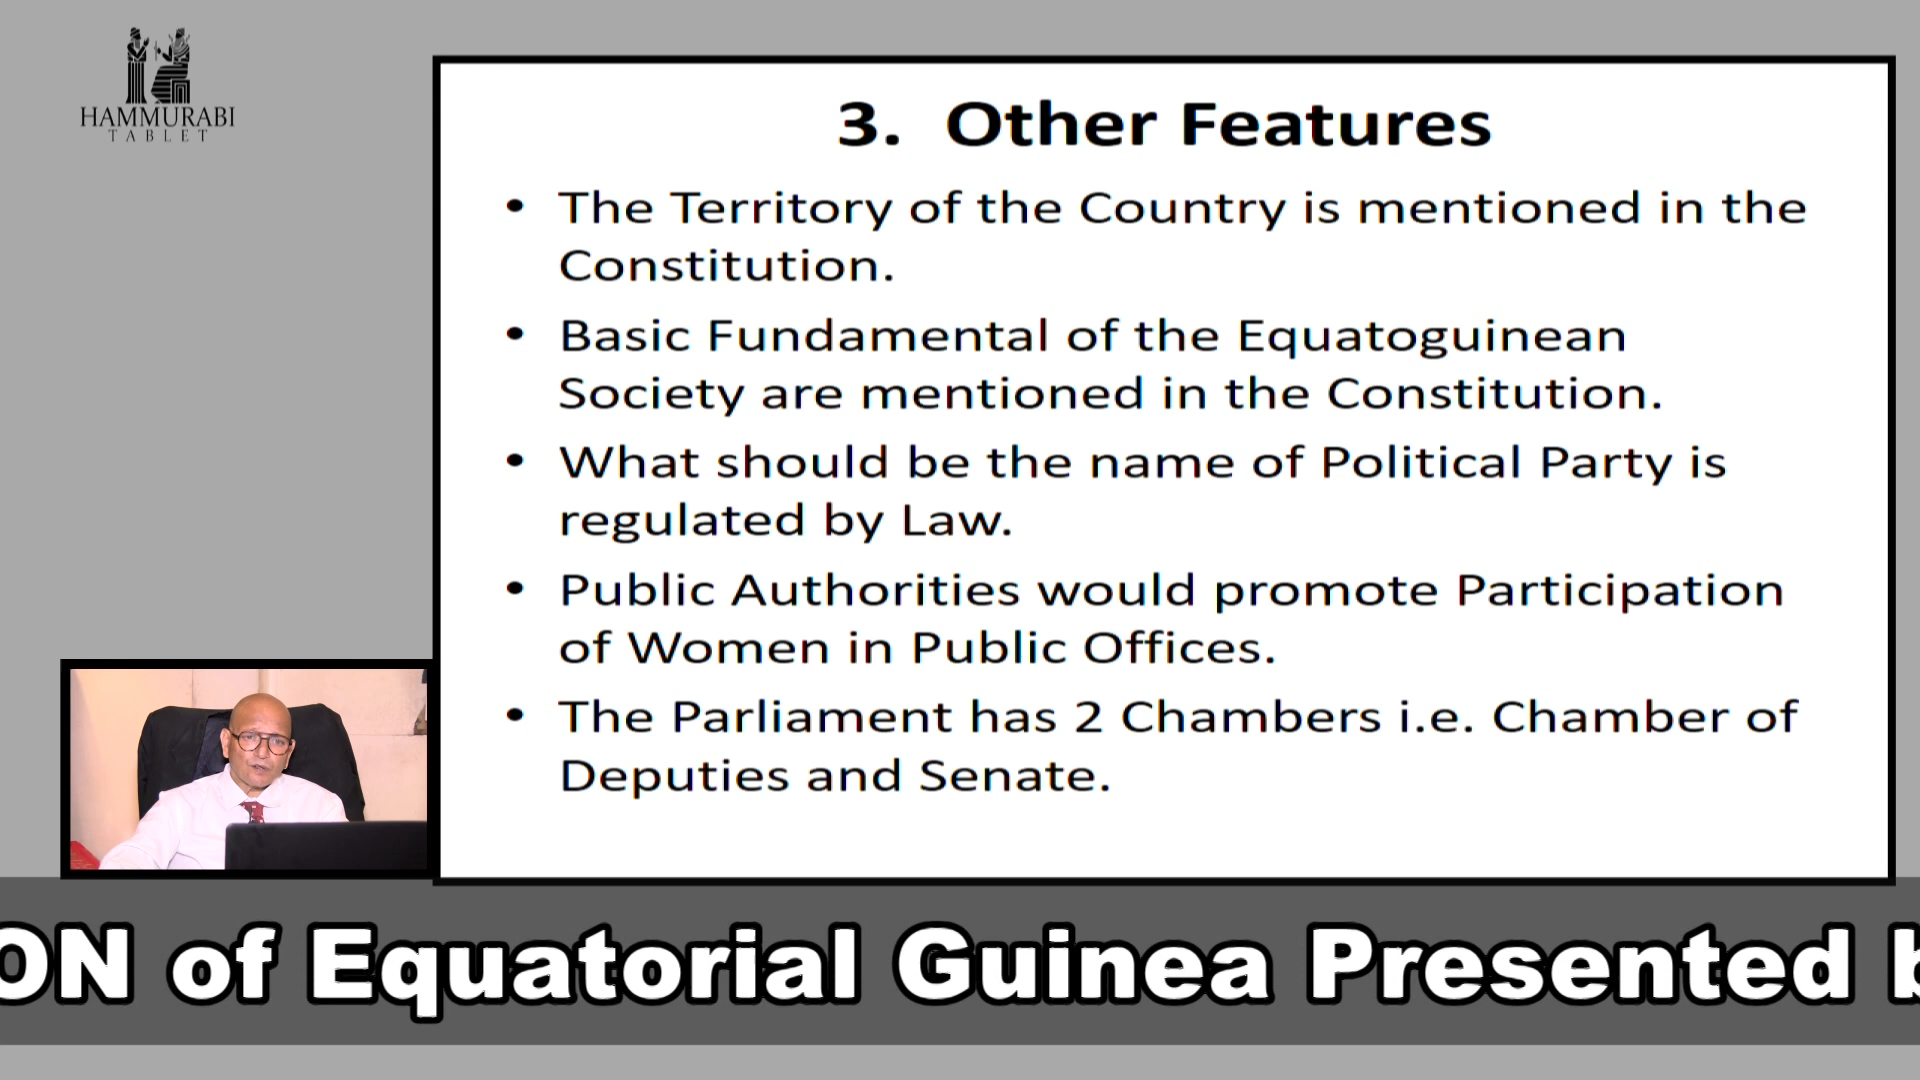 HAMMURABI
TABLET
3. Other Features
• The Territory of the Country is mentioned in the
Constitution.
• Basic Fundamental of the Equatoguinean
Society are mentioned in the Constitution.
• What should be the name of Political Party is
regulated by Law.
• Public Authorities would promote Participation
of Women in Public Offices.
• The Parliament has 2 Chambers i.e. Chamber of
Deputies and Senate.
ON of Equatorial Guinea Presented b